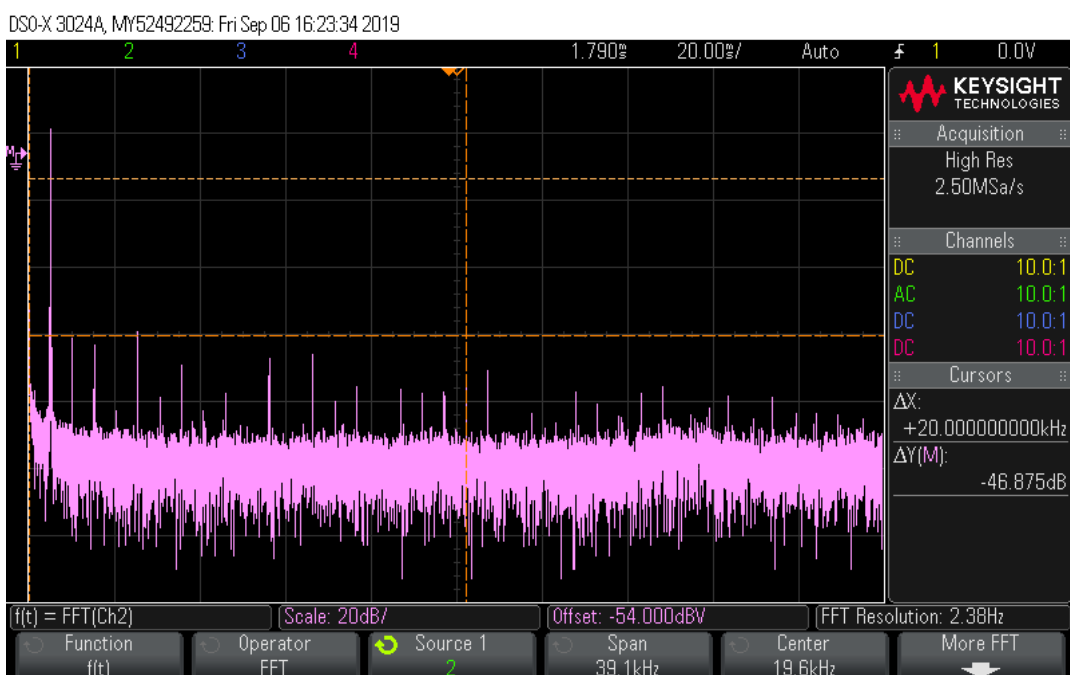 DSO-X 3024A, MY52492259: Fri Sep 06 16:23:34 2019
1 2 3 4 1.790ms 20.00ms/ Auto 1 0.0V
KEYSIGHT
TECHNOLOGIES
Acquisition
High Res
2.50MSa/s
Channels
DC 10.0:1
AC 10.0:1
DC 10.0:1
DC 10.0:1
Cursors
ΔX:
+20.000000000kHz
ΔY(M):
-46.875dB
M
f(t) = FFT(Ch2) Scale: 20dB/ Offset: -54.000dBV FFT Resolution: 2.38Hz
Function Operator Source 1 Span Center More FFT
f(t) FFT 2 39.1kHz 19.6kHz